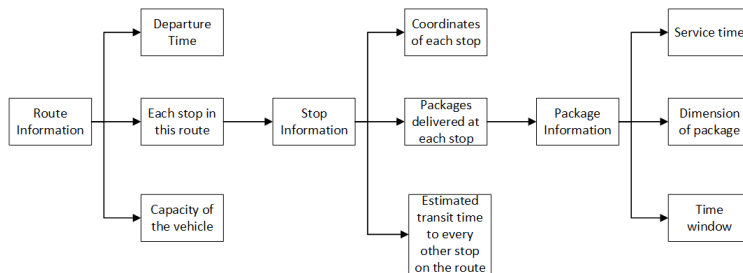 Departure
Time
Coordinates
of each stop
Service time
Route
Information
Each stop in
this route
Stop
Information
Packages
delivered at
each stop
Package
Information
Dimension
of package
Capacity of
the vehicle
Estimated
transit time
to every
other stop
on the route
Time
window